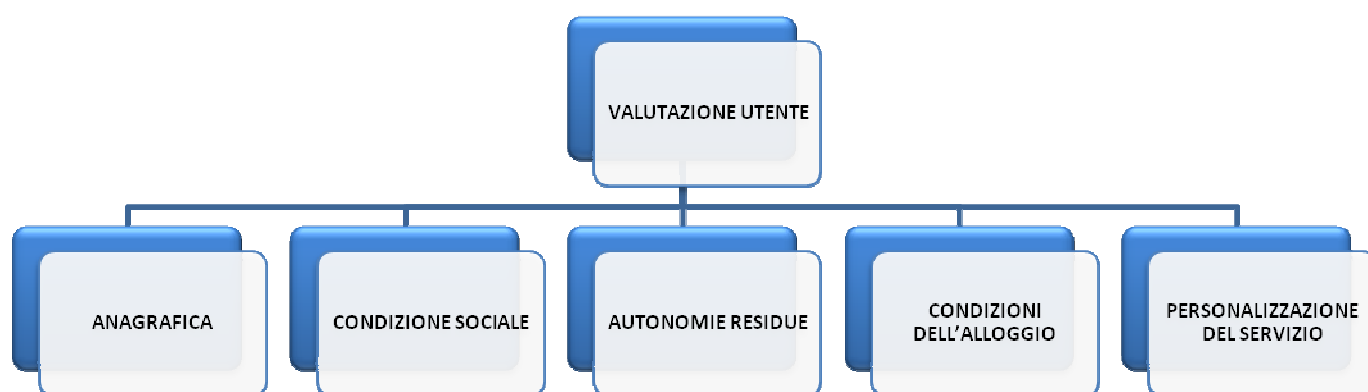 VALUTAZIONE UTENTE
ANAGRAFICA
CONDIZIONE SOCIALE
AUTONOMIE RESIDUE
CONDIZIONI
DELL’ALLOGGIO
PERSONALIZZAZIONE
DEL SERVIZIO